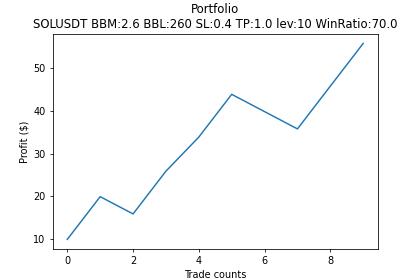 Portfolio
SOLUSDT BBM:2.6 BBL:260 SL:0.4 TP:1.0 lev:10 WinRatio:70.0
Profit ($)
50
40
30
20
10
0
2
4
6
8
Trade counts